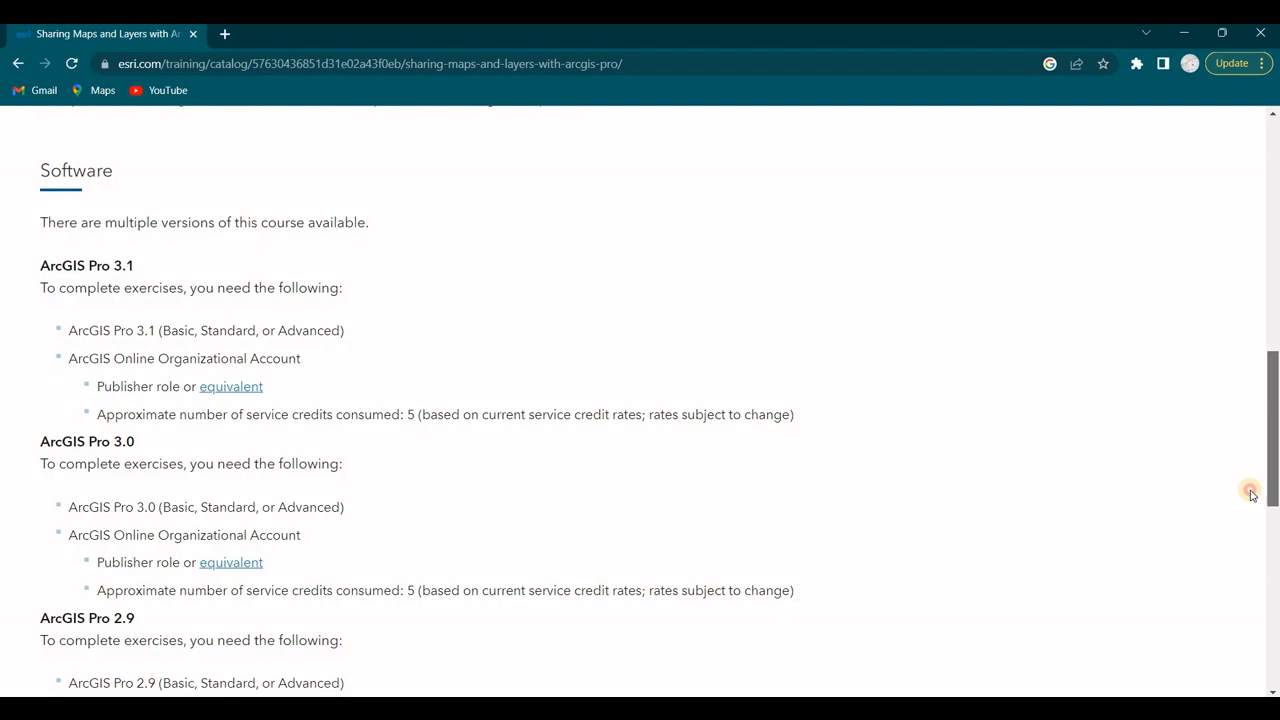 esri Sharing Maps and Layers with Ar
esri.com/training/catalog/57630436851d31e02a43f0eb/sharing-maps-and-layers-with-arcgis-pro/
Update
Gmail Maps YouTube
Software
There are multiple versions of this course available.
ArcGIS Pro 3.1
To complete exercises, you need the following:
ArcGIS Pro 3.1 (Basic, Standard, or Advanced)
ArcGIS Online Organizational Account
Publisher role or equivalent
Approximate number of service credits consumed: 5 (based on current service credit rates; rates subject to change)
ArcGIS Pro 3.0
To complete exercises, you need the following:
ArcGIS Pro 3.0 (Basic, Standard, or Advanced)
ArcGIS Online Organizational Account
Publisher role or equivalent
Approximate number of service credits consumed: 5 (based on current service credit rates; rates subject to change)
ArcGIS Pro 2.9
To complete exercises, you need the following:
ArcGIS Pro 2.9 (Basic, Standard, or Advanced)